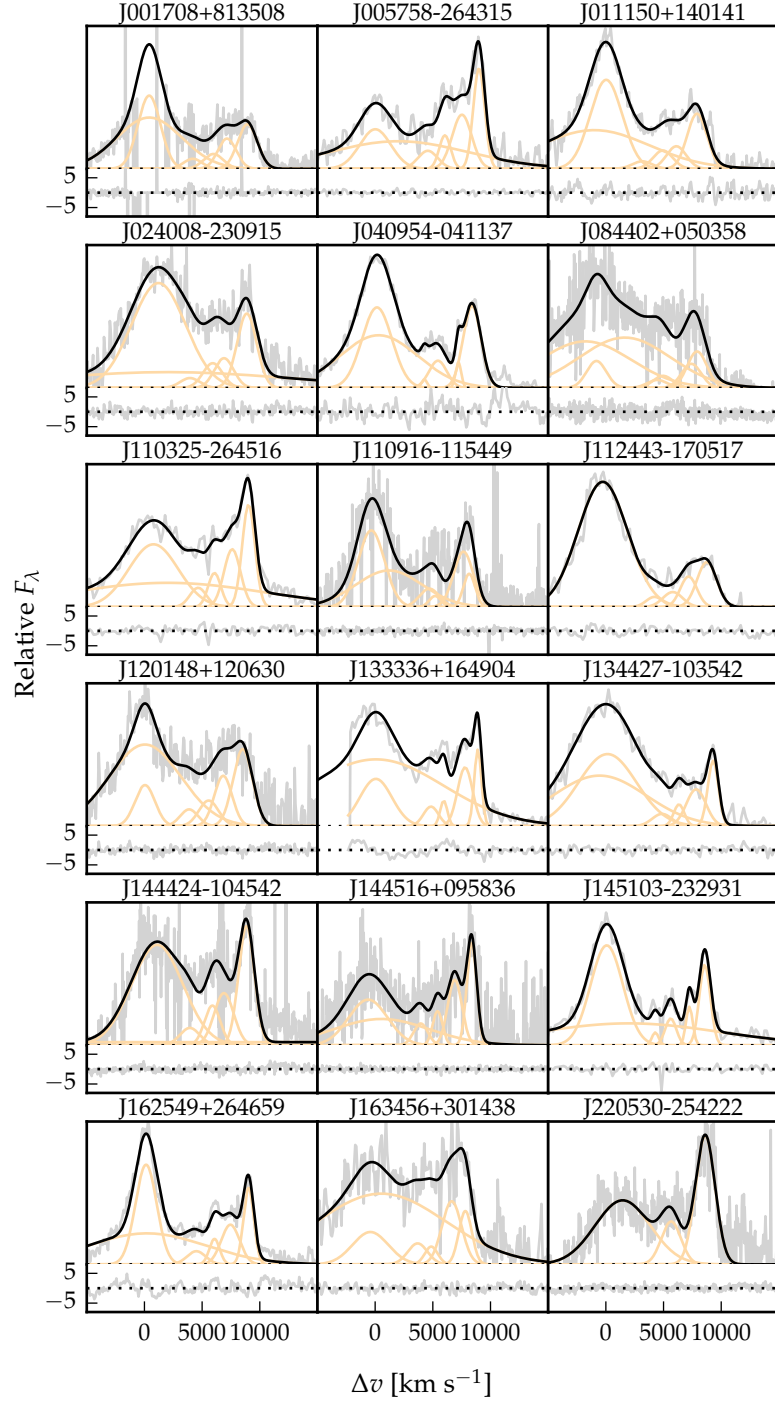 J001708+813508 J005758-264315 J011150+140141
5
−5
J024008-230915 J040954-041137 J084402+050358
5
−5
J110325-264516 J110916-115449 J112443-170517
5
−5
Relative Fλ
J120148+120630 J133336+164904 J134427-103542
5
−5
J144424-104542 J144516+095836 J145103-232931
5
−5
J162549+264659 J163456+301438 J220530-254222
5
−5
0 5000 10000 0 5000 10000 0 5000 10000
Δv [km s⁻¹]